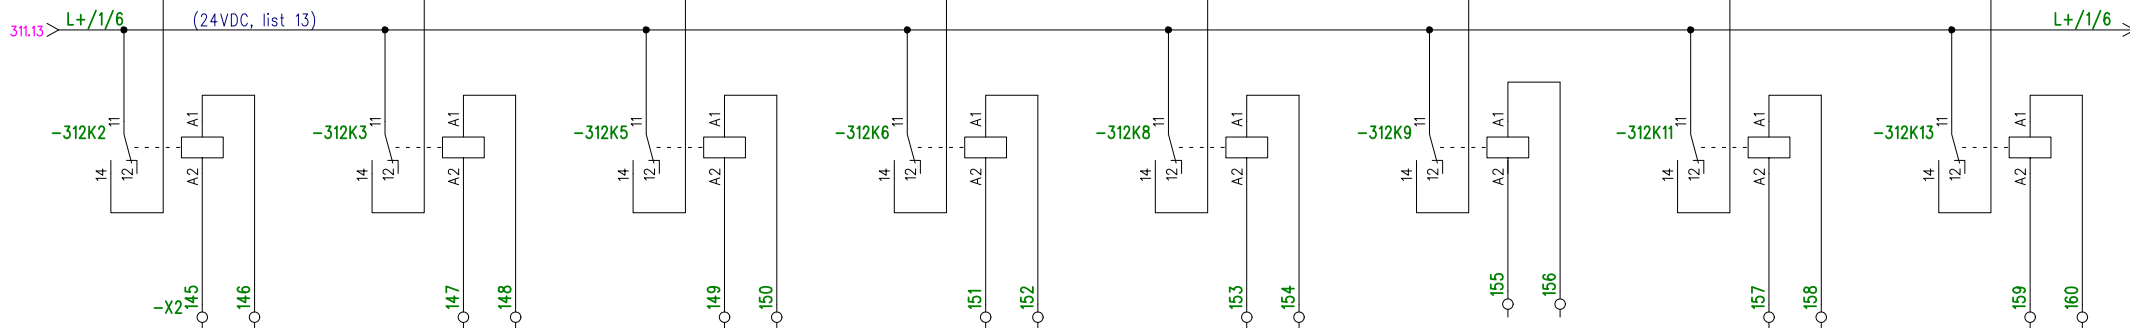 311.13 L+/1/6 (24VDC, list 13) L+/1/6
-312K2 11 14 12 A1 A2
-312K3 11 14 12 A1 A2
-312K5 11 14 12 A1 A2
-312K6 11 14 12 A1 A2
-312K8 11 14 12 A1 A2
-312K9 11 14 12 A1 A2
-312K11 11 14 12 A1 A2
-312K13 11 14 12 A1 A2
-X2 145 146 147 148 149 150 151 152 153 154 155 156 157 158 159 160